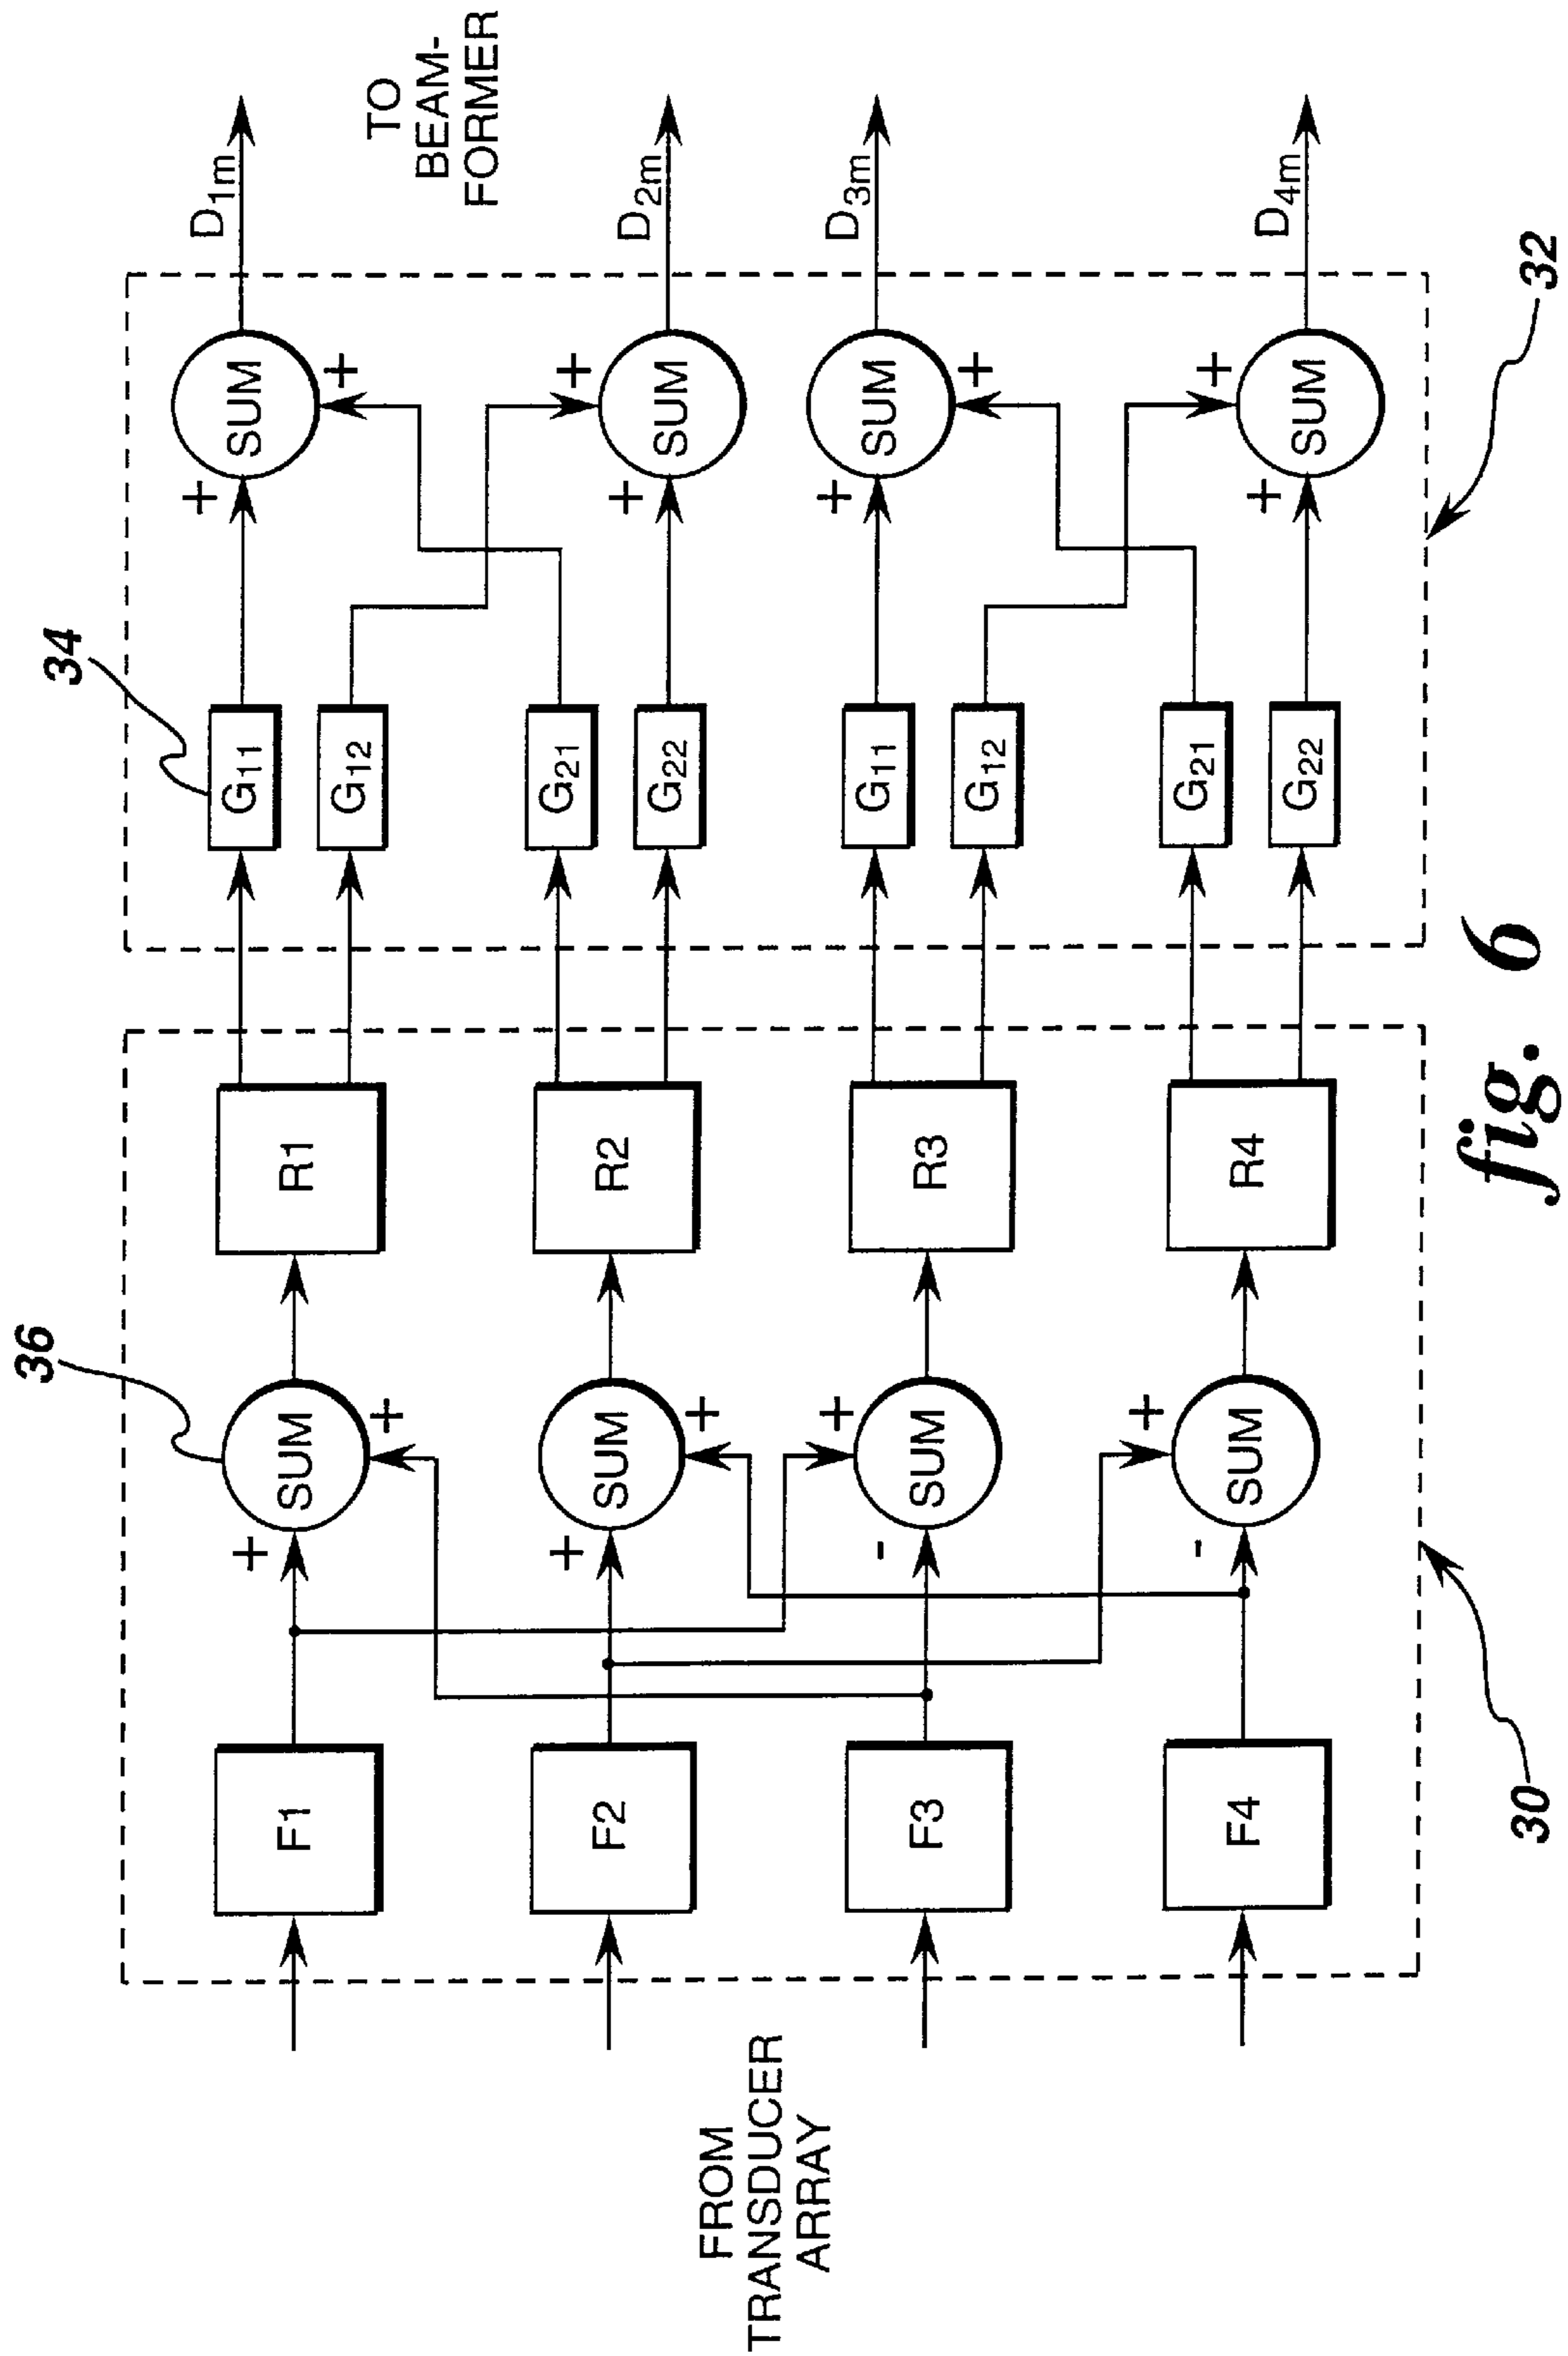 FROM
TRANSDUCER
ARRAY
30
F1
F2
F3
F4
36
+ SUM +
+ SUM +
- SUM +
- SUM +
R1
R2
R3
R4
34
32
G11
G12
G21
G22
G11
G12
G21
G22
+ SUM +
+ SUM +
+ SUM +
+ SUM +
D1m
D2m
D3m
D4m
TO
BEAM-
FORMER
fig. 6